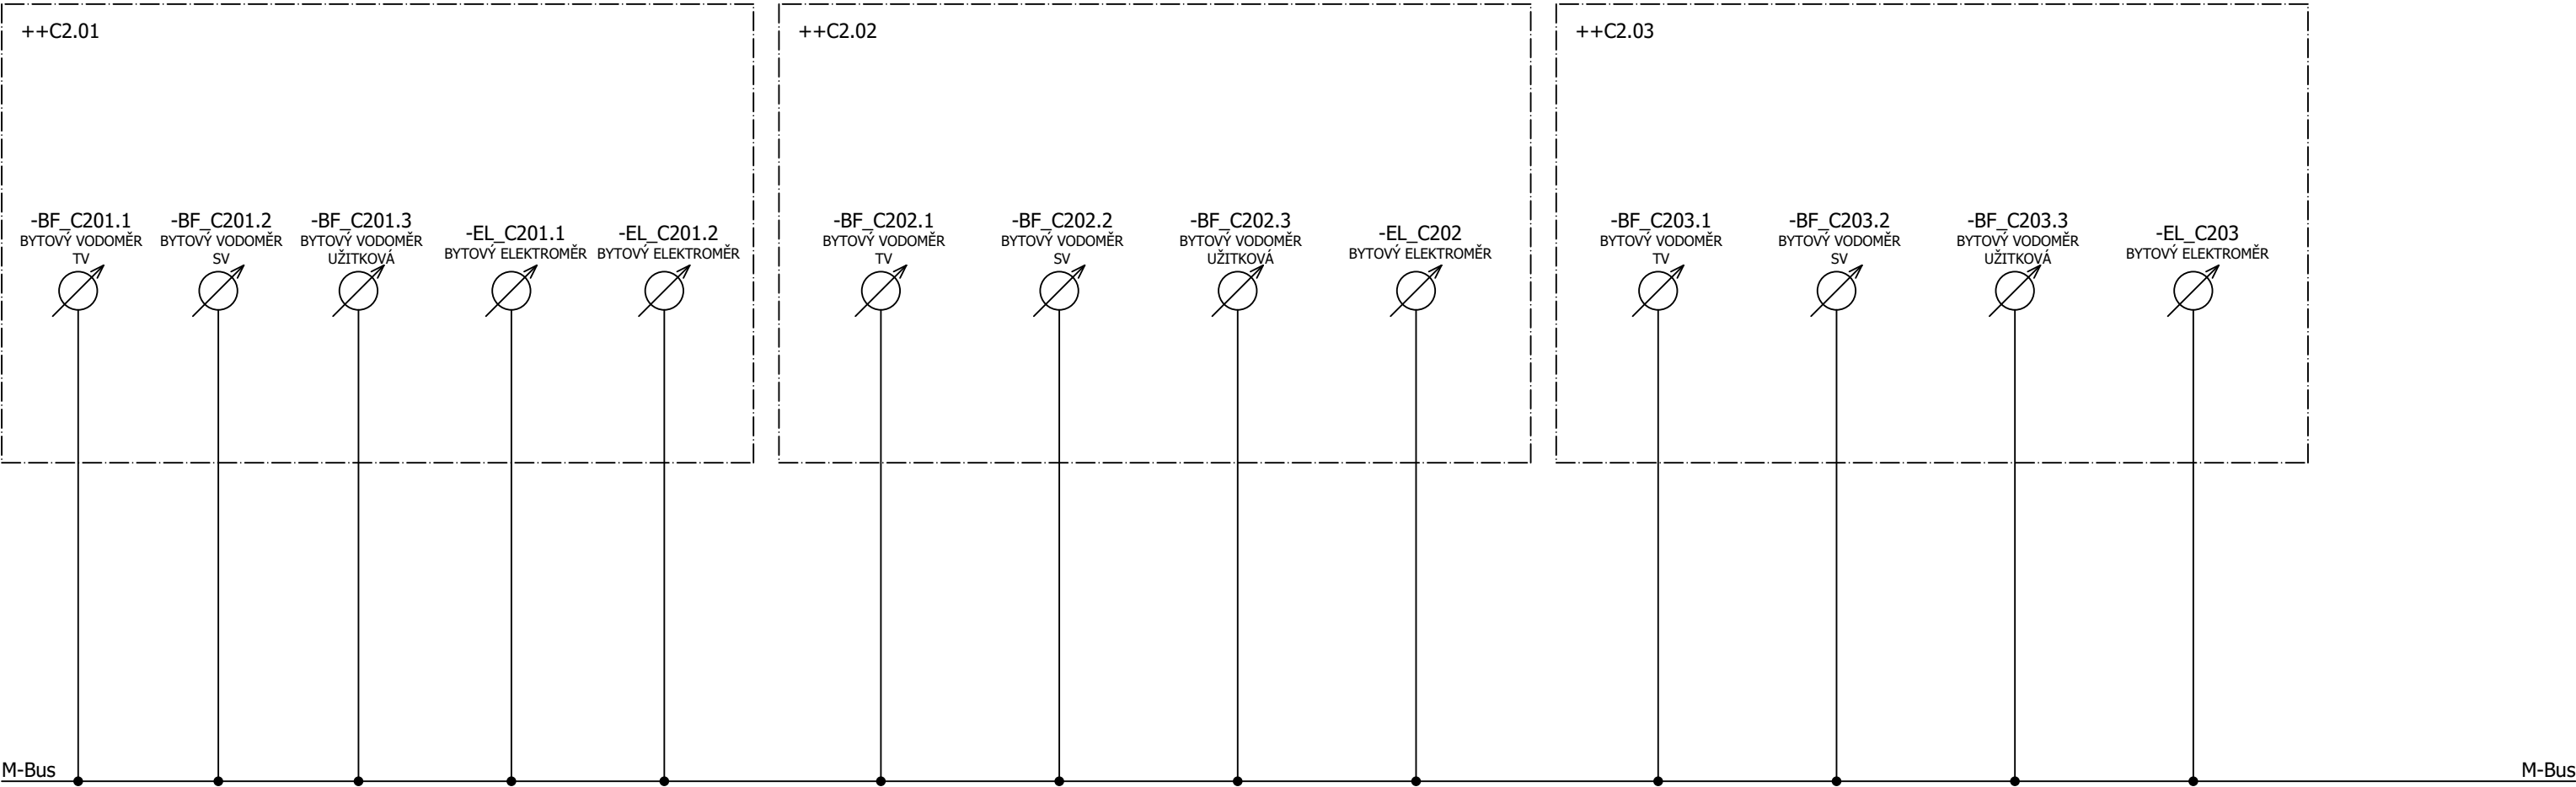 ++C2.01
-BF_C201.1
BYTOVÝ VODOMĚR
TV
-BF_C201.2
BYTOVÝ VODOMĚR
SV
-BF_C201.3
BYTOVÝ VODOMĚR
UŽITKOVÁ
-EL_C201.1
BYTOVÝ ELEKTROMĚR
-EL_C201.2
BYTOVÝ ELEKTROMĚR
++C2.02
-BF_C202.1
BYTOVÝ VODOMĚR
TV
-BF_C202.2
BYTOVÝ VODOMĚR
SV
-BF_C202.3
BYTOVÝ VODOMĚR
UŽITKOVÁ
-EL_C202
BYTOVÝ ELEKTROMĚR
++C2.03
-BF_C203.1
BYTOVÝ VODOMĚR
TV
-BF_C203.2
BYTOVÝ VODOMĚR
SV
-BF_C203.3
BYTOVÝ VODOMĚR
UŽITKOVÁ
-EL_C203
BYTOVÝ ELEKTROMĚR
M-Bus
M-Bus